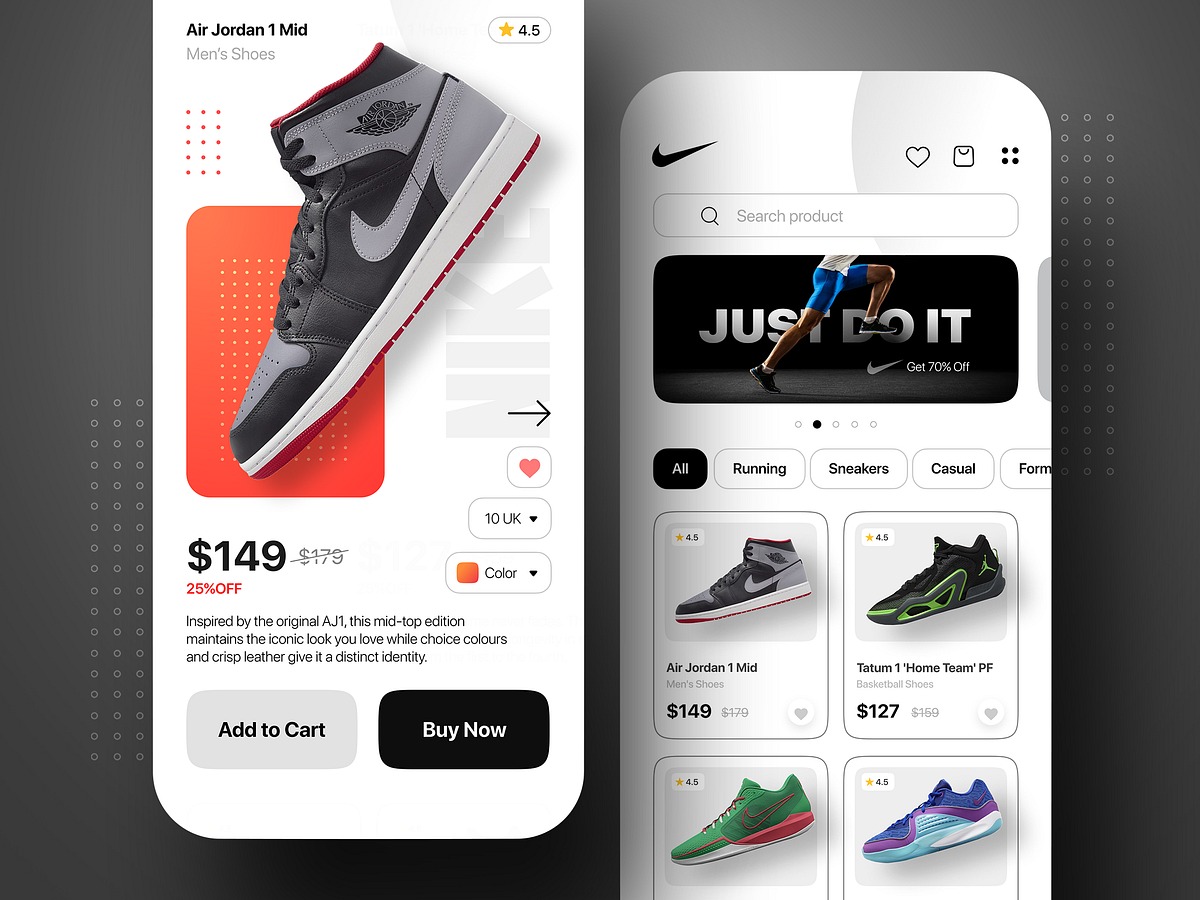 Air Jordan 1 Mid
4.5
Men's Shoes
AIR JORDAN
NIKE
10 UK
$149 $179 $127
25%OFF
Color
Inspired by the original AJ1, this mid-top edition
maintains the iconic look you love while choice colours
and crisp leather give it a distinct identity.
Add to Cart
Buy Now
Search product
JUST DO IT
Get 70% Off
All
Running
Sneakers
Casual
Form
4.5
Air Jordan 1 Mid
Men's Shoes
$149 $179
4.5
Tatum 1 'Home Team' PF
Basketball Shoes
$127 $159
4.5
4.5